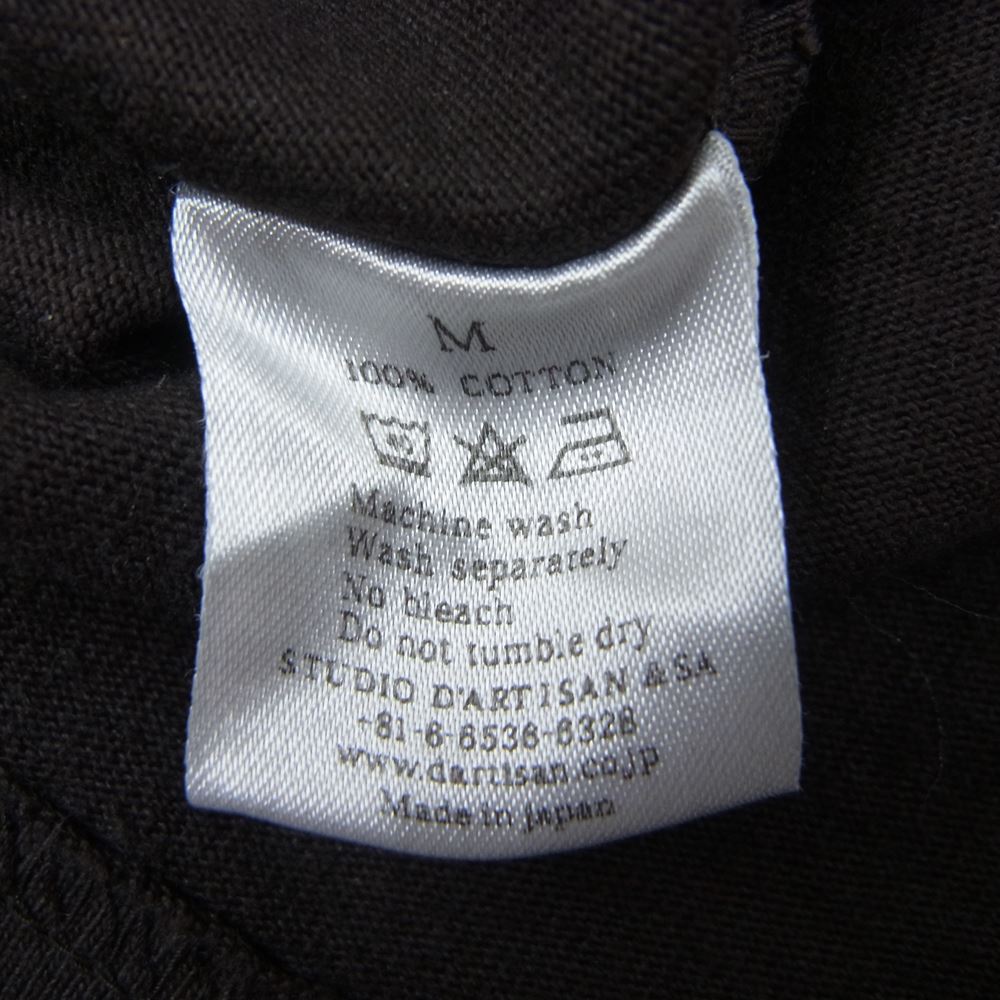 M
100% COTTON
Machine wash
Wash separately
No bleach
Do not tumble dry
STUDIO D'ARTISAN & SA
-81-6-6536-6328
www.dartisan.co.jp
Made in japan